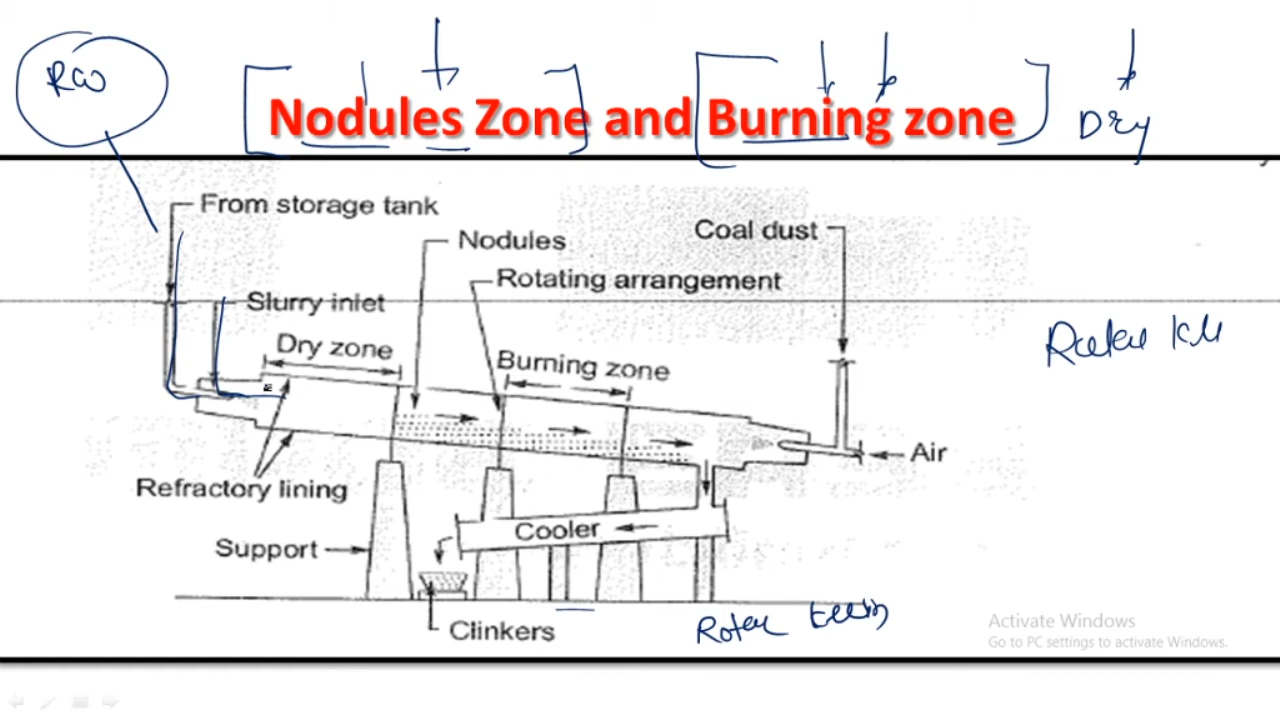 Raw
Nodules Zone and Burning zone
Dry
From storage tank
Coal dust
Nodules
Rotating arrangement
Slurry inlet
Dry zone
Burning zone
Air
Refractory lining
Cooler
Support
Clinkers
Activate Windows
Go to PC settings to activate Windows.